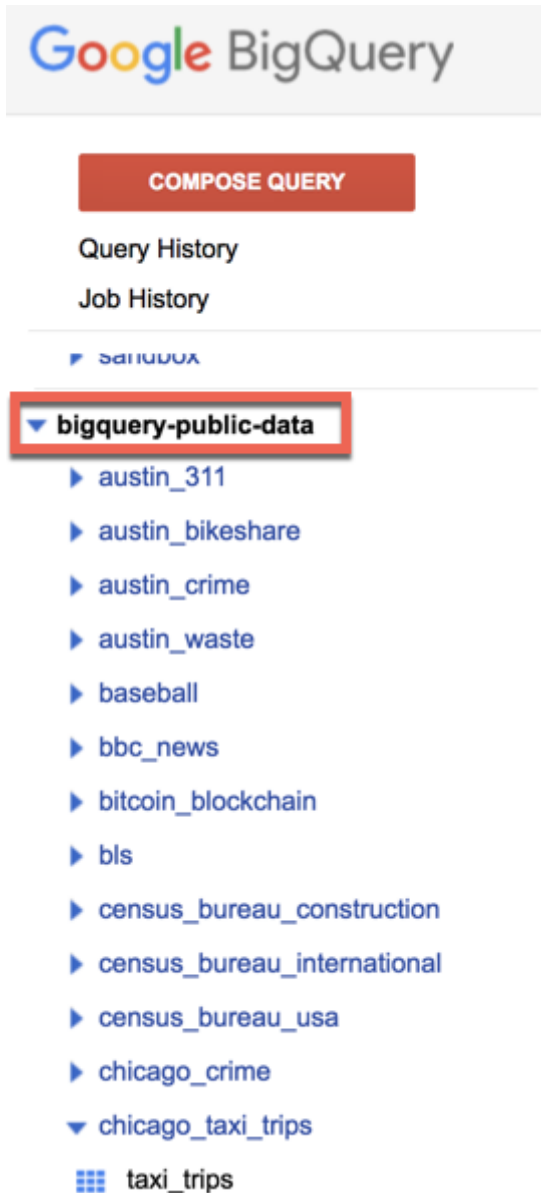 Google BigQuery
COMPOSE QUERY
Query History
Job History
sandbox
bigquery-public-data
austin_311
austin_bikeshare
austin_crime
austin_waste
baseball
bbc_news
bitcoin_blockchain
bls
census_bureau_construction
census_bureau_international
census_bureau_usa
chicago_crime
chicago_taxi_trips
taxi_trips